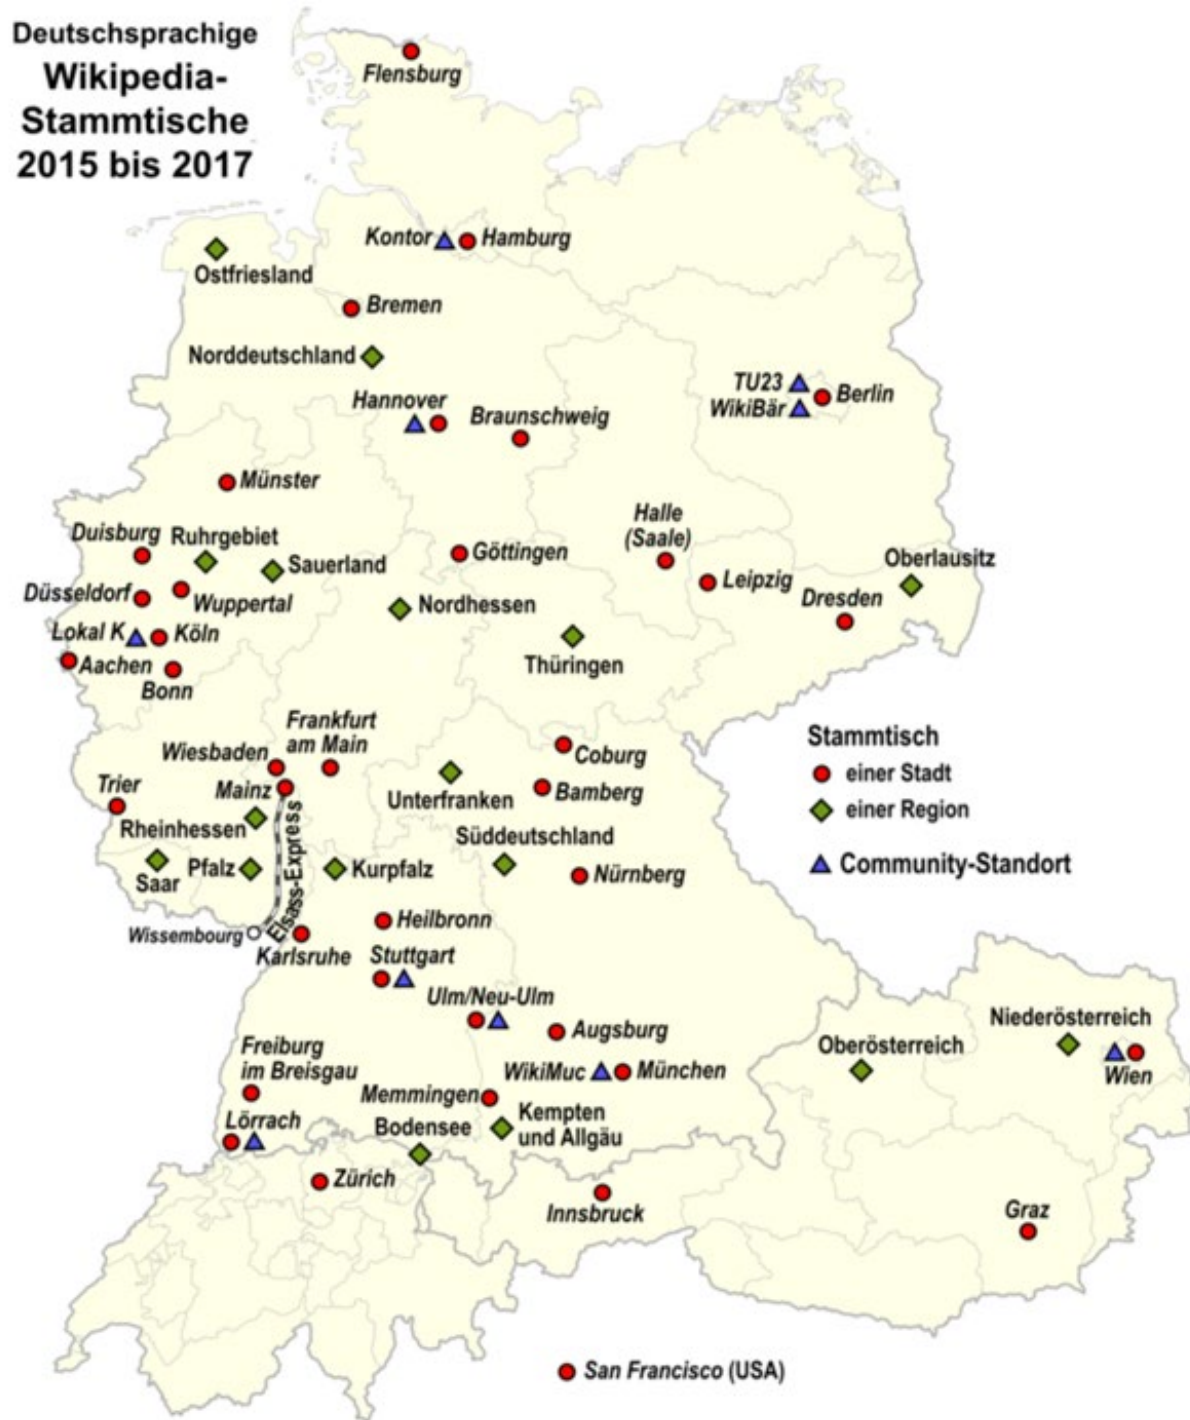 Deutschsprachige
Wikipedia-
Stammtische
2015 bis 2017
Flensburg
Kontor
Hamburg
Ostfriesland
Bremen
Norddeutschland
TU23
WikiBär
Berlin
Hannover
Braunschweig
Münster
Halle
(Saale)
Duisburg
Ruhrgebiet
Sauerland
Göttingen
Leipzig
Oberlausitz
Düsseldorf
Wuppertal
Nordhessen
Dresden
Lokal K
Köln
Thüringen
Aachen
Bonn
Frankfurt
am Main
Wiesbaden
Coburg
Stammtisch
einer Stadt
einer Region
Community-Standort
Trier
Mainz
Unterfranken
Bamberg
Rheinhessen
Elsass-Express
Süddeutschland
Saar
Pfalz
Kurpfalz
Nürnberg
Wissembourg
Heilbronn
Karlsruhe
Stuttgart
Ulm/Neu-Ulm
Augsburg
Niederösterreich
Oberösterreich
Wien
Freiburg
im Breisgau
WikiMuc
München
Memmingen
Lörrach
Bodensee
Kempten
und Allgäu
Zürich
Innsbruck
Graz
San Francisco (USA)